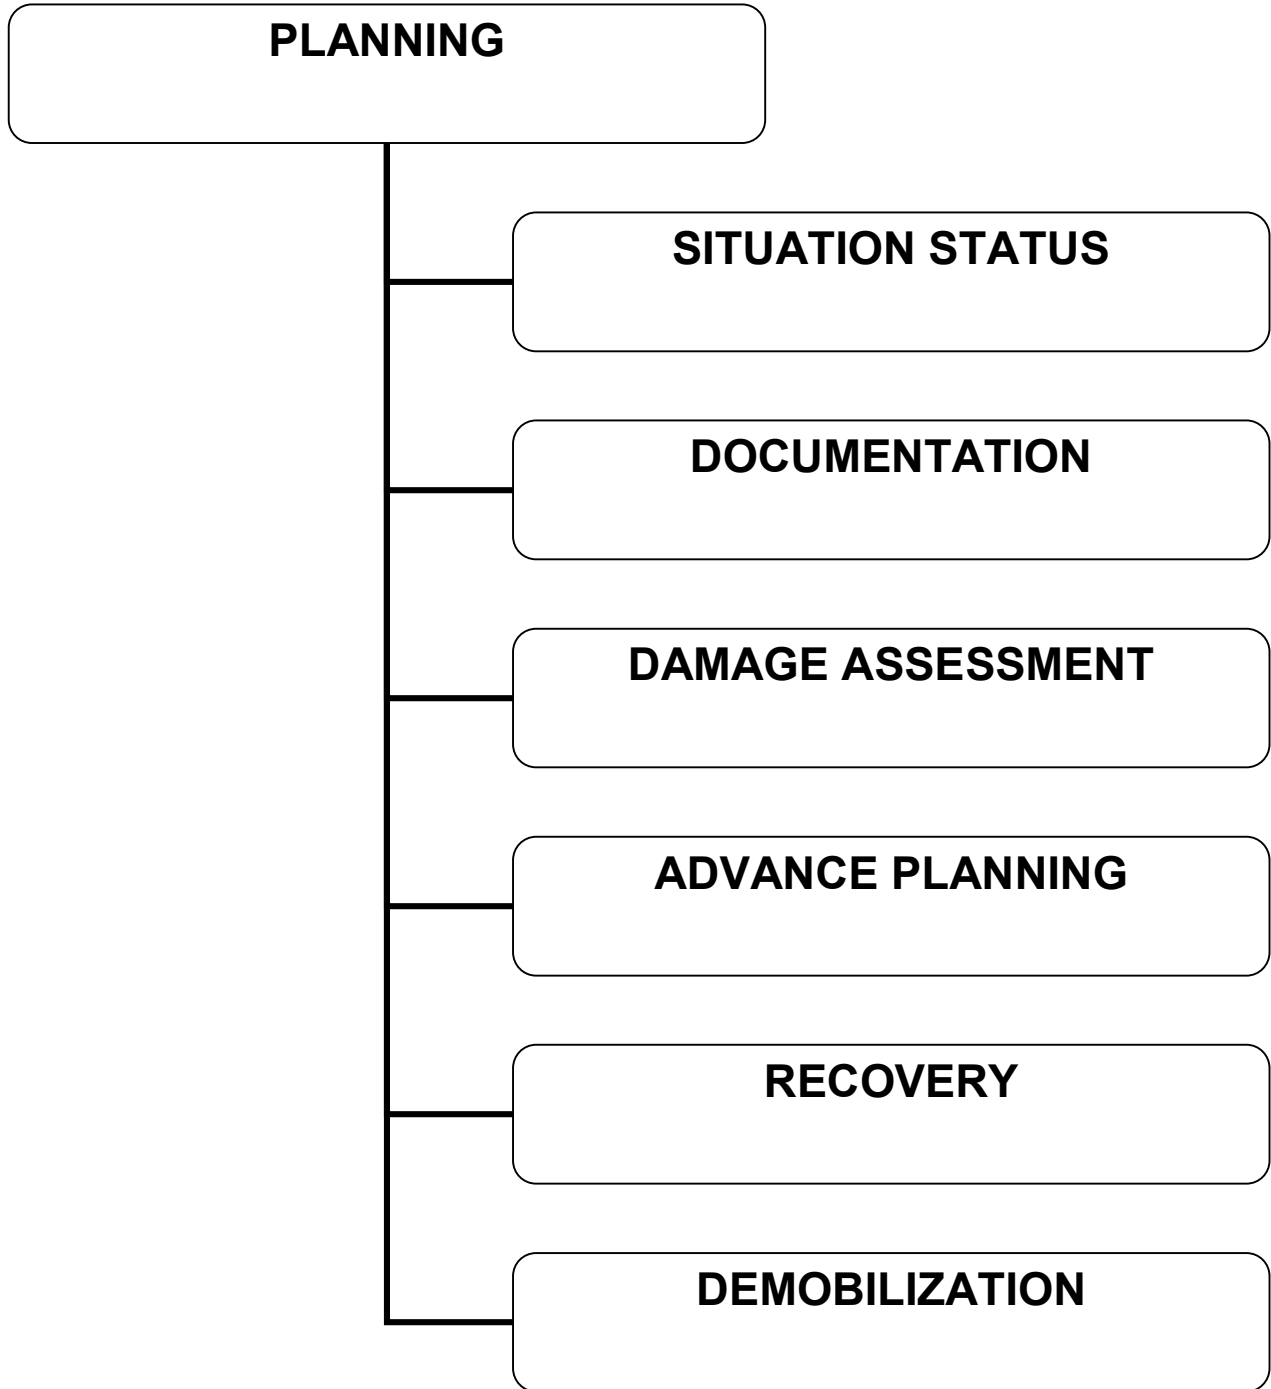 PLANNING
SITUATION STATUS
DOCUMENTATION
DAMAGE ASSESSMENT
ADVANCE PLANNING
RECOVERY
DEMOBILIZATION